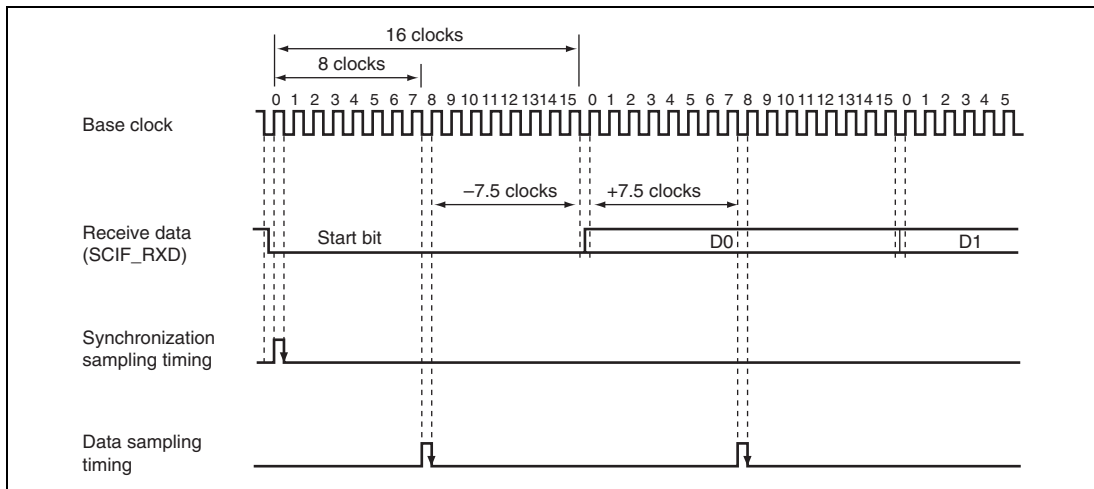 16 clocks
8 clocks
0 1 2 3 4 5 6 7 8 9 10 11 12 13 14 15 0 1 2 3 4 5 6 7 8 9 10 11 12 13 14 15 0 1 2 3 4 5
Base clock
–7.5 clocks +7.5 clocks
Receive data
(SCIF_RXD)
Start bit D0 D1
Synchronization
sampling timing
Data sampling
timing